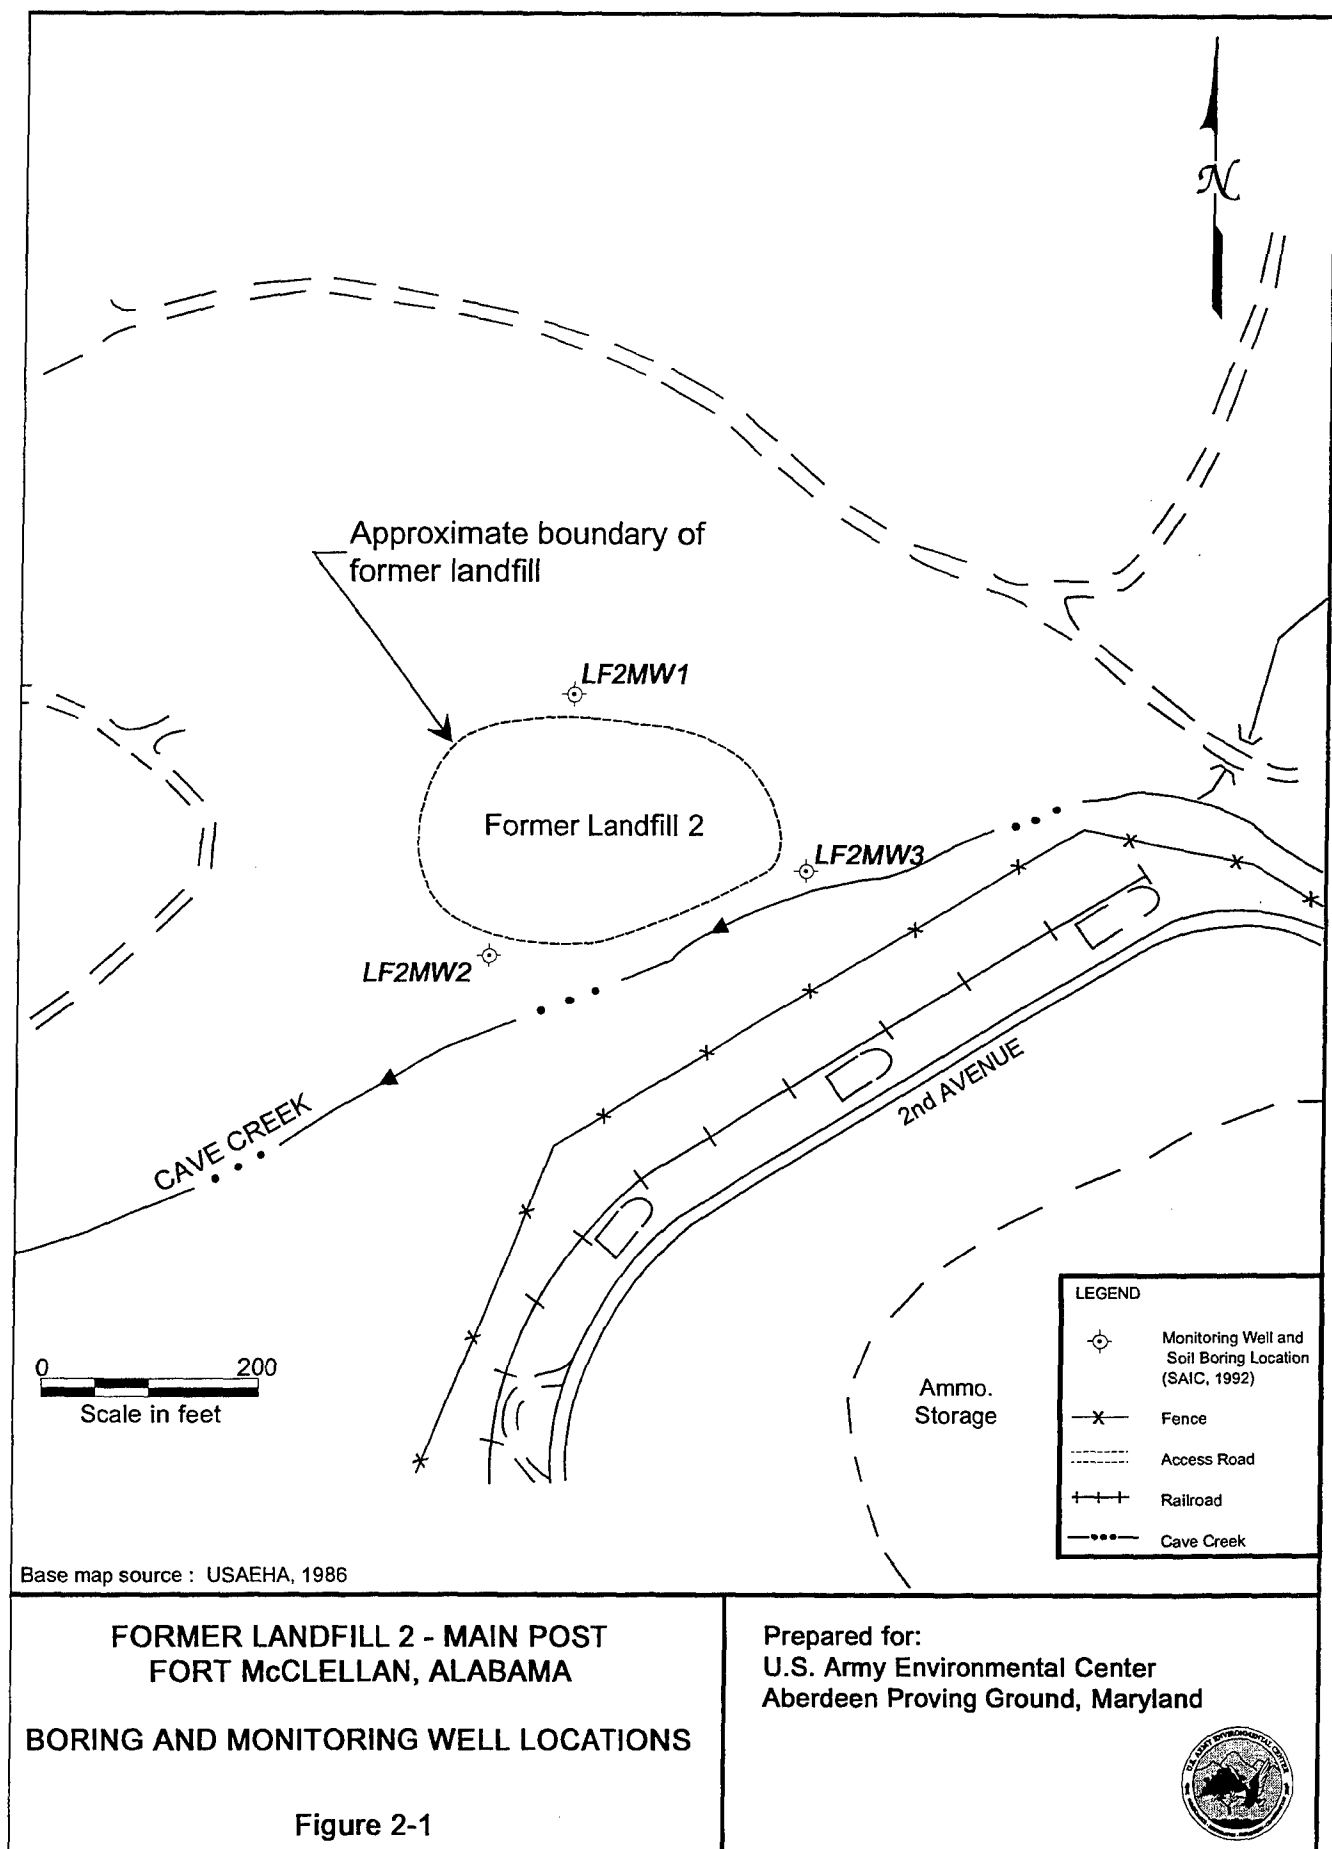 N
Approximate boundary of
former landfill
LF2MW1
Former Landfill 2
LF2MW3
LF2MW2
CAVE CREEK
2nd AVENUE
Ammo.
Storage
0 200
Scale in feet
LEGEND
Monitoring Well and
Soil Boring Location
(SAIC, 1992)
Fence
Access Road
Railroad
Cave Creek
Base map source : USAEHA, 1986
FORMER LANDFILL 2 - MAIN POST
FORT McCLELLAN, ALABAMA
BORING AND MONITORING WELL LOCATIONS
Figure 2-1
Prepared for:
U.S. Army Environmental Center
Aberdeen Proving Ground, Maryland
U.S. ARMY ENVIRONMENTAL CENTER